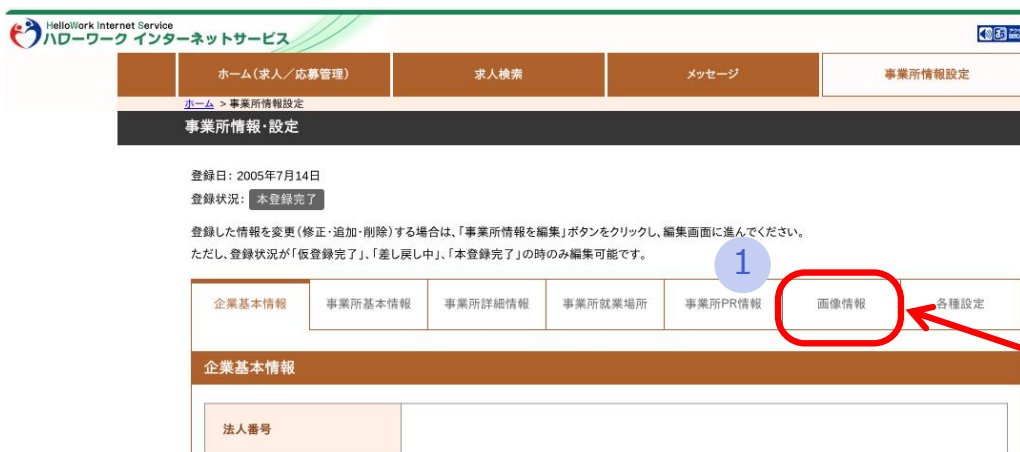 HelloWork Internet Service
ハローワーク インターネットサービス
ホーム(求人/応募管理) 求人検索 メッセージ 事業所情報設定
ホーム > 事業所情報設定
事業所情報・設定
登録日: 2005年7月14日
登録状況: 本登録完了
登録した情報を変更(修正・追加・削除)する場合は、「事業所情報を編集」ボタンをクリックし、編集画面に進んでください。
ただし、登録状況が「仮登録完了」、「差し戻し中」、「本登録完了」の時のみ編集可能です。
1
企業基本情報 事業所基本情報 事業所詳細情報 事業所就業場所 事業所PR情報 画像情報 各種設定
企業基本情報
法人番号